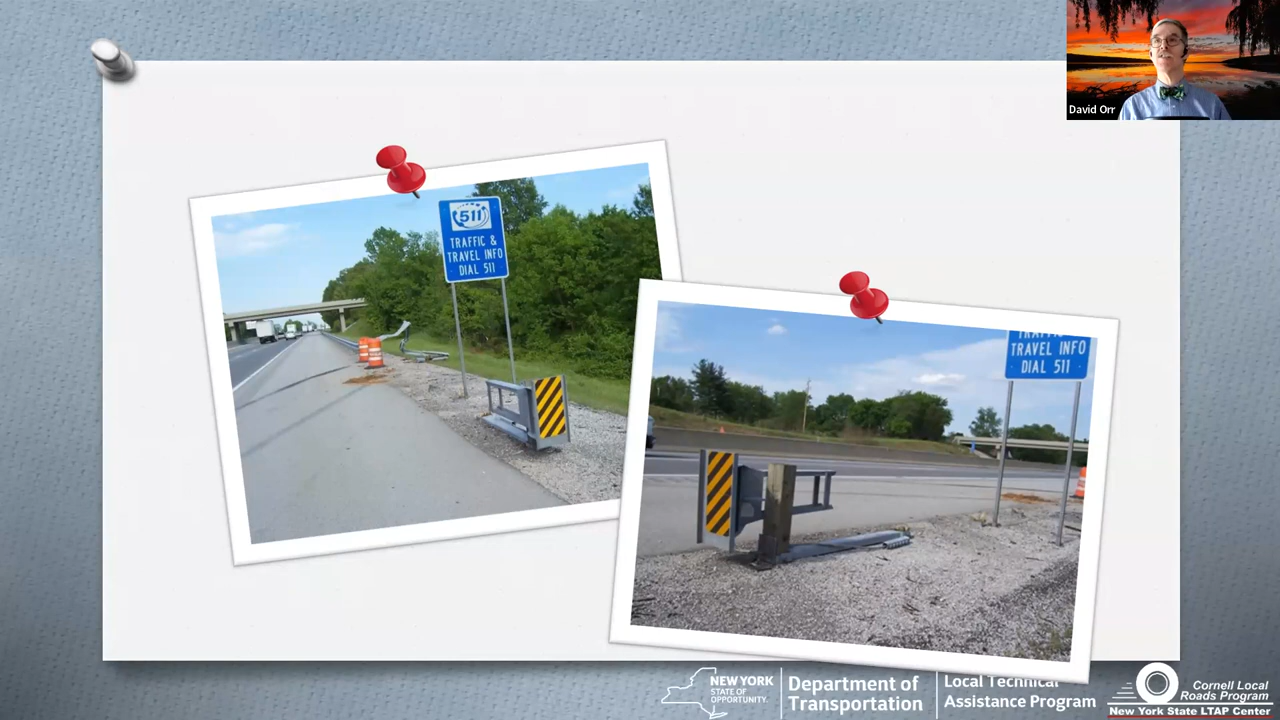 David Orr
511
TRAFFIC &
TRAVEL INFO
DIAL 511
TRAFFIC
TRAVEL INFO
DIAL 511
NEW YORK
STATE OF
OPPORTUNITY.
Department of
Transportation
Local Technical
Assistance Program
Cornell Local
Roads Program
New York State LTAP Center